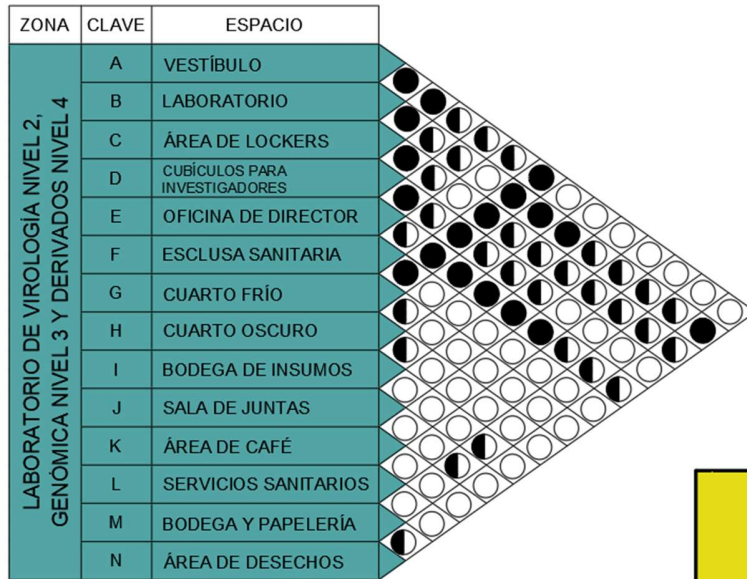 ZONA CLAVE ESPACIO
LABORATORIO DE VIROLOGÍA NIVEL 2,
GENÓMICA NIVEL 3 Y DERIVADOS NIVEL 4
A VESTÍBULO
B LABORATORIO
C ÁREA DE LOCKERS
D CUBÍCULOS PARA
INVESTIGADORES
E OFICINA DE DIRECTOR
F ESCLUSA SANITARIA
G CUARTO FRÍO
H CUARTO OSCURO
I BODEGA DE INSUMOS
J SALA DE JUNTAS
K ÁREA DE CAFÉ
L SERVICIOS SANITARIOS
M BODEGA Y PAPELERÍA
N ÁREA DE DESECHOS